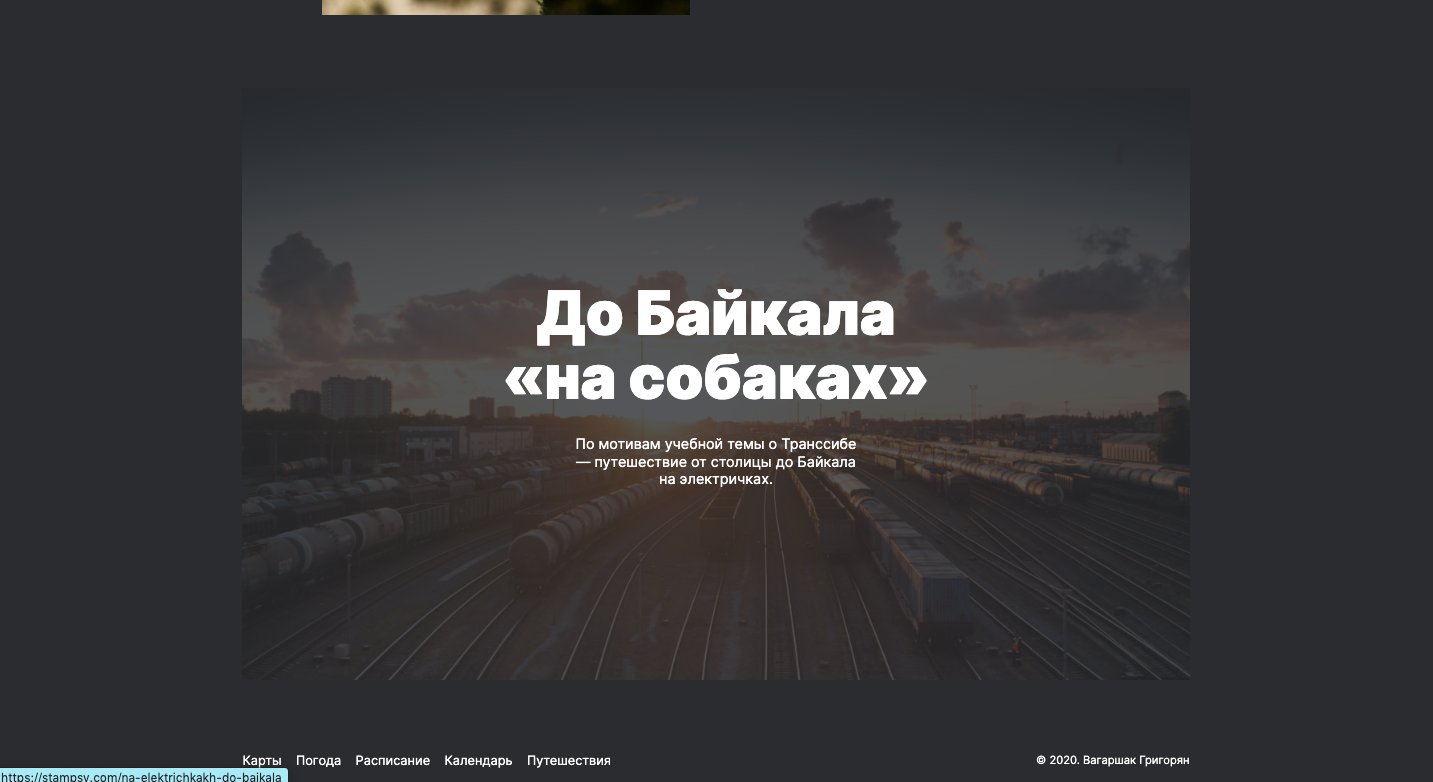 До Байкала
«на собаках»
По мотивам учебной темы о Транссибе
— путешествие от столицы до Байкала
на электричках.
Карты Погода Расписание Календарь Путешествия
© 2020. Вагаршак Григорян
https://stampsy.com/na-elektrichkakh-do-baikala